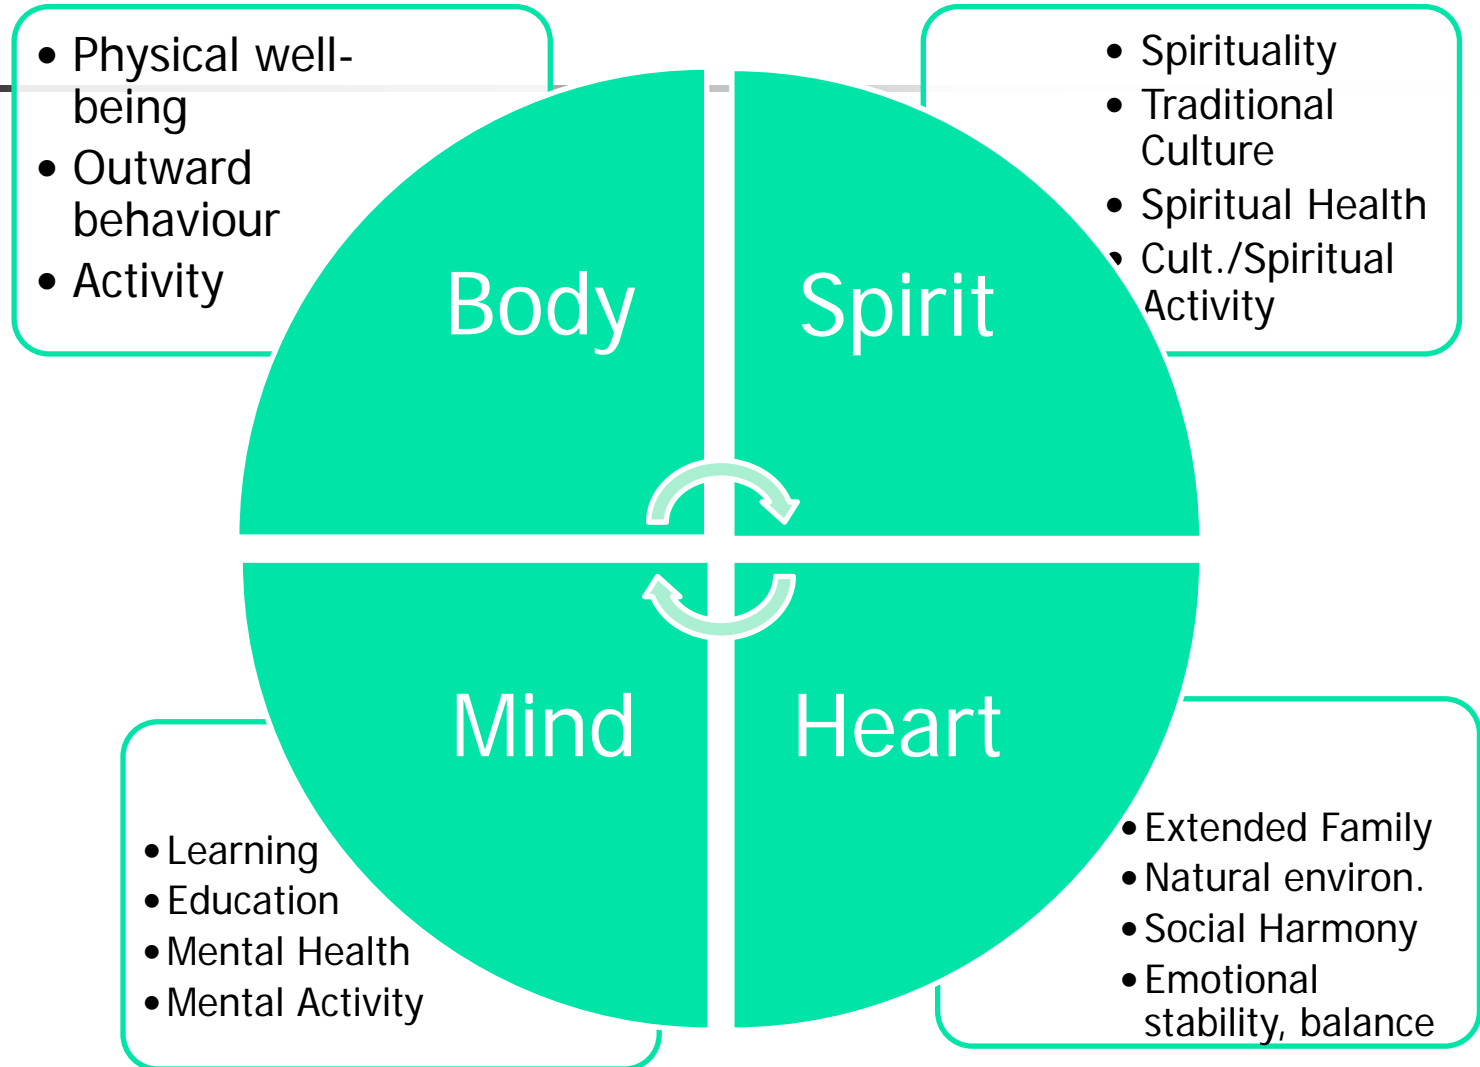 • Physical well-
being
• Outward
behaviour
• Activity
• Spirituality
• Traditional
Culture
• Spiritual Health
• Cult./Spiritual
Activity
Body
Spirit
Mind
Heart
• Learning
• Education
• Mental Health
• Mental Activity
• Extended Family
• Natural environ.
• Social Harmony
• Emotional
stability, balance